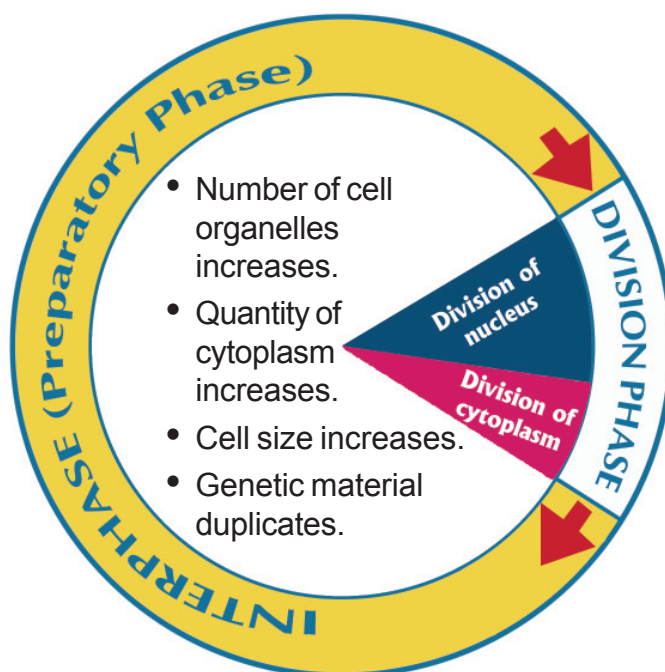 INTERPHASE (Preparatory Phase)
• Number of cell
organelles
increases.
• Quantity of
cytoplasm
increases.
• Cell size increases.
• Genetic material
duplicates.
Division of
nucleus
Division of
cytoplasm
DIVISION PHASE